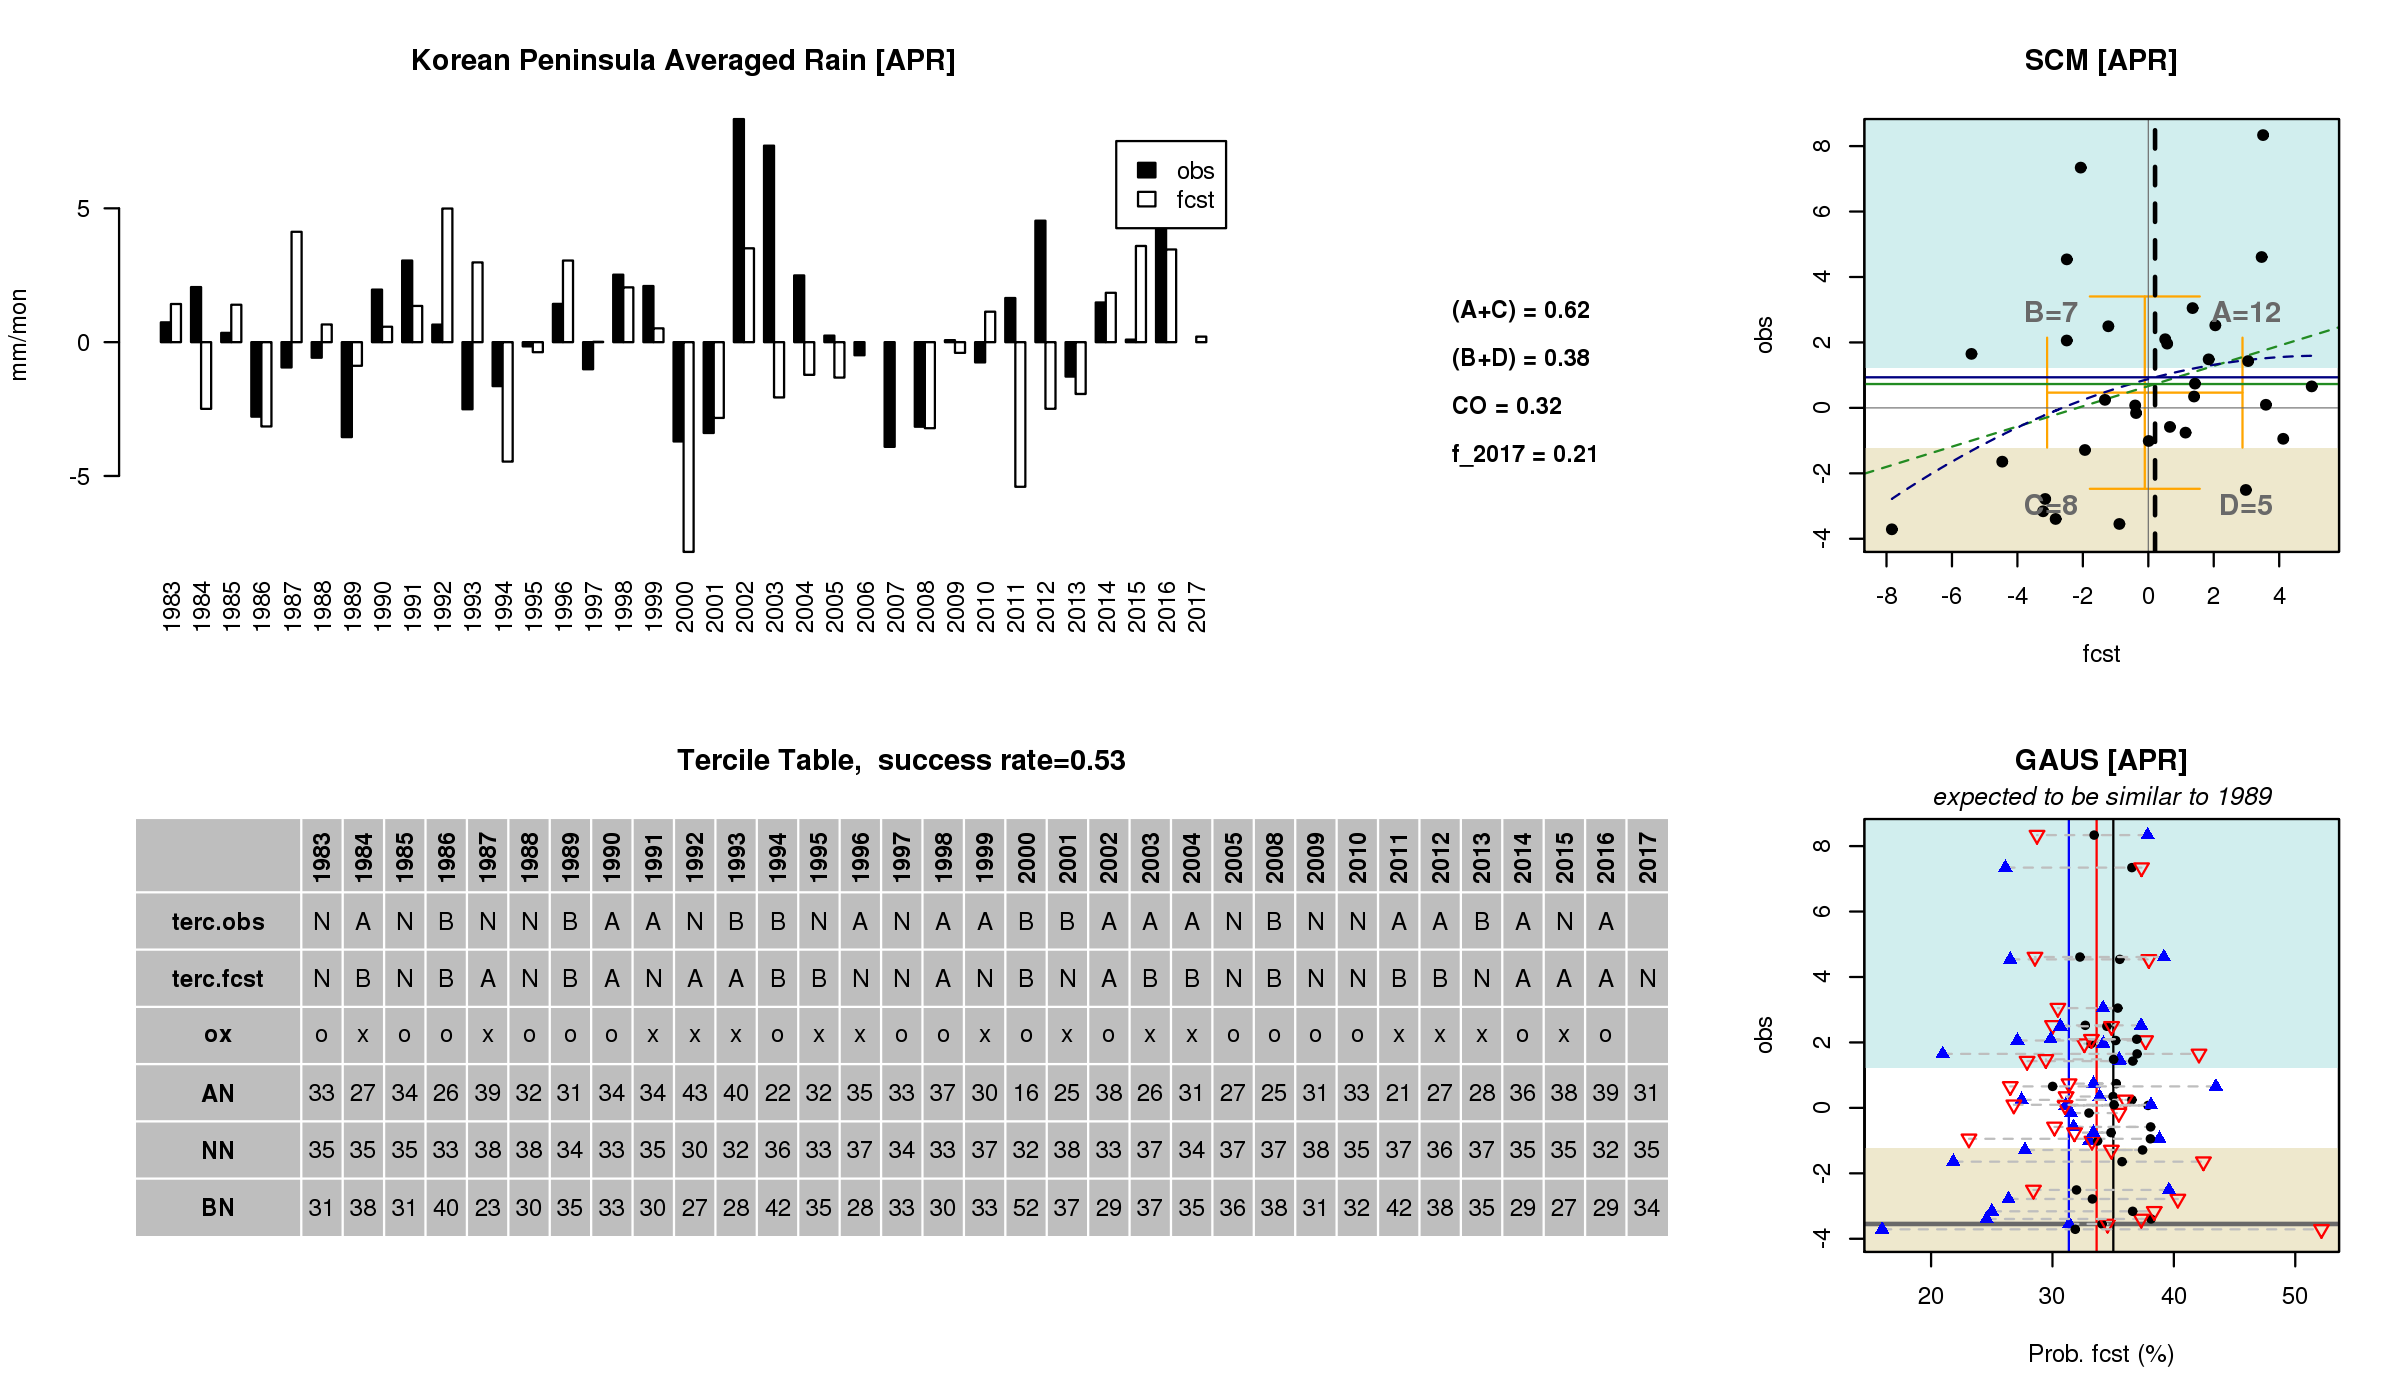 Korean Peninsula Averaged Rain [APR]
mm/mon
5
0
-5
obs
fcst
1983 1984 1985 1986 1987 1988 1989 1990 1991 1992 1993 1994 1995 1996 1997 1998 1999 2000 2001 2002 2003 2004 2005 2006 2007 2008 2009 2010 2011 2012 2013 2014 2015 2016 2017
(A+C) = 0.62
(B+D) = 0.38
CO = 0.32
f_2017 = 0.21
SCM [APR]
obs
8
6
4
2
0
-2
-4
B=7 A=12
C=8 D=5
-8 -6 -4 -2 0 2 4
fcst
Tercile Table,  success rate=0.53
1983 1984 1985 1986 1987 1988 1989 1990 1991 1992 1993 1994 1995 1996 1997 1998 1999 2000 2001 2002 2003 2004 2005 2008 2009 2010 2011 2012 2013 2014 2015 2016 2017
terc.obs N A N B N N B A A N B B N A N A A B B A A A N B N N A A B A N A
terc.fcst N B N B A N B A N A A B B N N A N B N A B B N B N N B B N A A A N
ox o x o o x o o o x x x o x x o o x o x o x x o o o o x x x o x o
AN 33 27 34 26 39 32 31 34 34 43 40 22 32 35 33 37 30 16 25 38 26 31 27 25 31 33 21 27 28 36 38 39 31
NN 35 35 35 33 38 38 34 33 35 30 32 36 33 37 34 33 37 32 38 33 37 34 37 37 38 35 37 36 37 35 35 32 35
BN 31 38 31 40 23 30 35 33 30 27 28 42 35 28 33 30 33 52 37 29 37 35 36 38 31 32 42 38 35 29 27 29 34
GAUS [APR]
expected to be similar to 1989
obs
8
6
4
2
0
-2
-4
20 30 40 50
Prob. fcst (%)